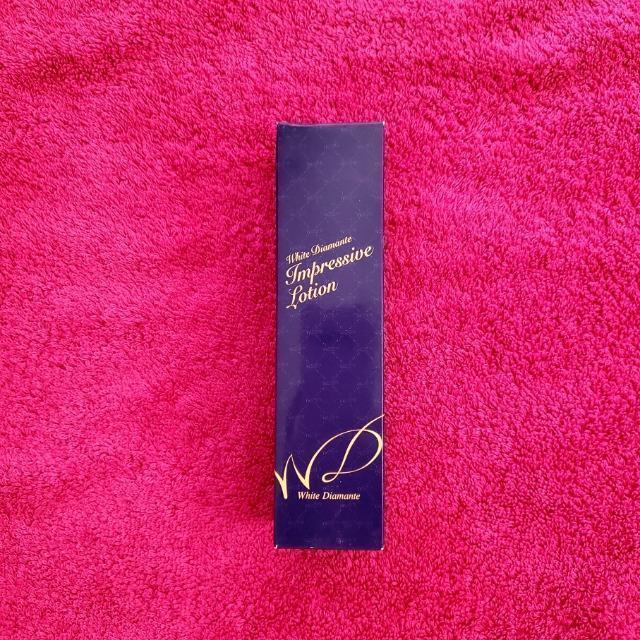 White Diamante
Impressive
Lotion
WD
White Diamante